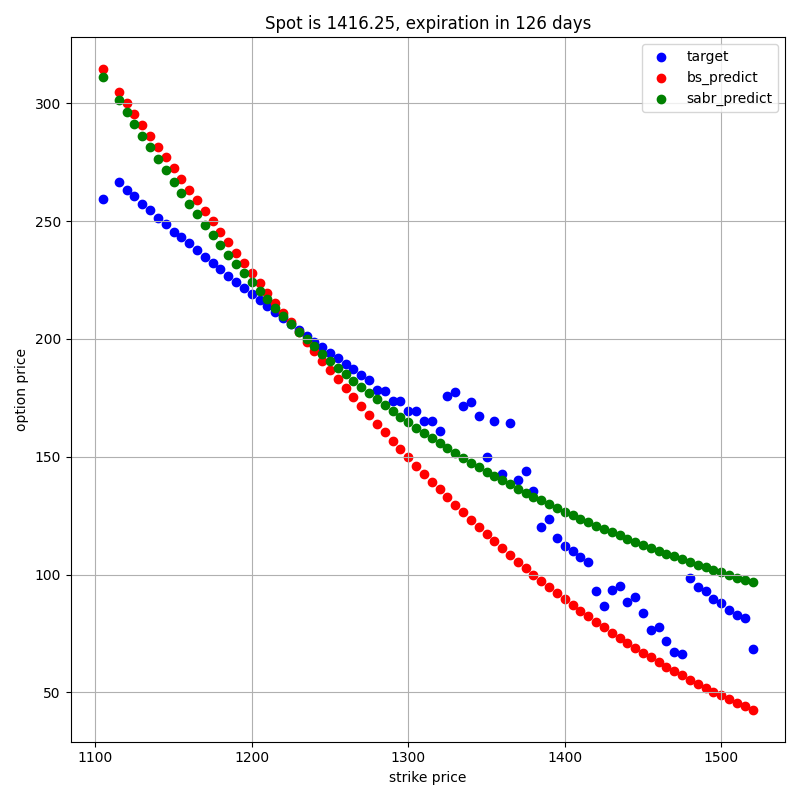 Spot is 1416.25, expiration in 126 days
target
bs_predict
sabr_predict
option price
300
250
200
150
100
50
1100
1200
1300
1400
1500
strike price